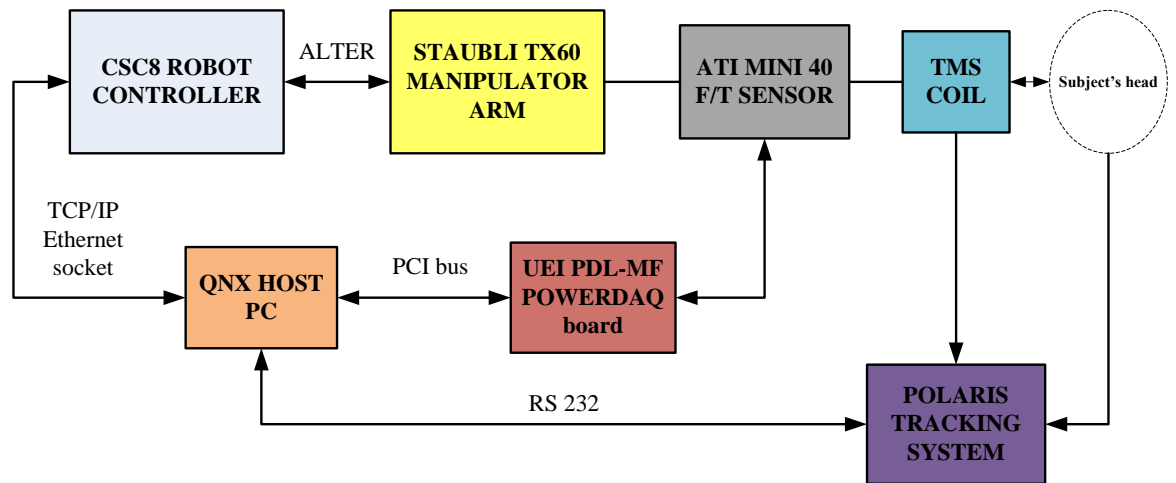 CSC8 ROBOT
CONTROLLER
ALTER
STAUBLI TX60
MANIPULATOR
ARM
ATI MINI 40
F/T SENSOR
TMS
COIL
Subject's head
TCP/IP
Ethernet
socket
QNX HOST
PC
PCI bus
UEI PDL-MF
POWERDAQ
board
RS 232
POLARIS
TRACKING
SYSTEM